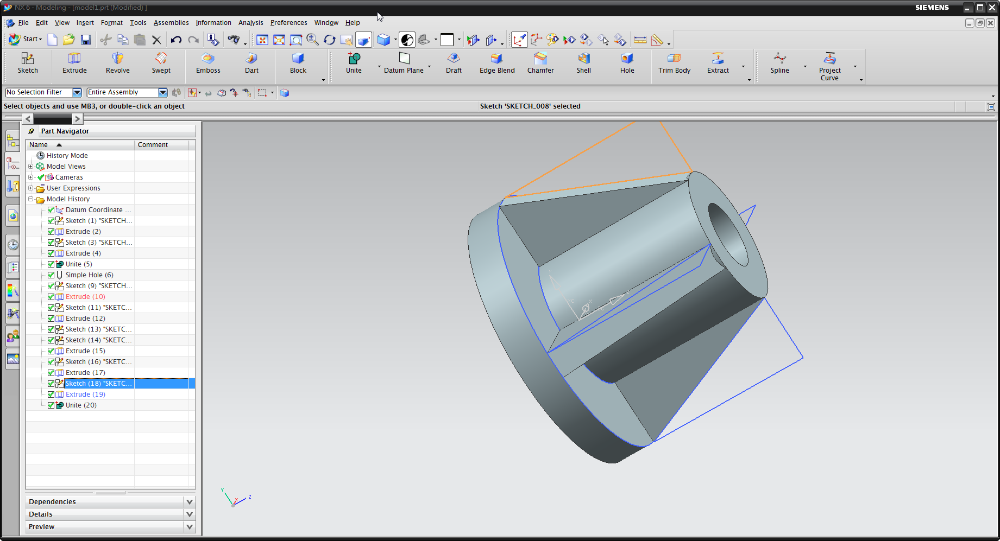 NX 6 - Modeling - [model1.prt (Modified) ]
SIEMENS
File Edit View Insert Format Tools Assemblies Information Analysis Preferences Window Help
Start
Sketch Extrude Revolve Swept Emboss Dart Block Unite Datum Plane Draft Edge Blend Chamfer Shell Hole Trim Body Extract Spline Project Curve
No Selection Filter Entire Assembly
Select objects and use MB3, or double-click an object
Sketch 'SKETCH_008' selected
Part Navigator
Name Comment
History Mode
Model Views
Cameras
User Expressions
Model History
Datum Coordinate ...
Sketch (1) "SKETCH...
Extrude (2)
Sketch (3) "SKETCH...
Extrude (4)
Unite (5)
Simple Hole (6)
Sketch (9) "SKETCH...
Extrude (10)
Sketch (11) "SKETC...
Extrude (12)
Sketch (13) "SKETC...
Sketch (14) "SKETC...
Extrude (15)
Sketch (16) "SKETC...
Extrude (17)
Sketch (18) "SKETC...
Extrude (19)
Unite (20)
Dependencies
Details
Preview
YC
X
Y
X
Z